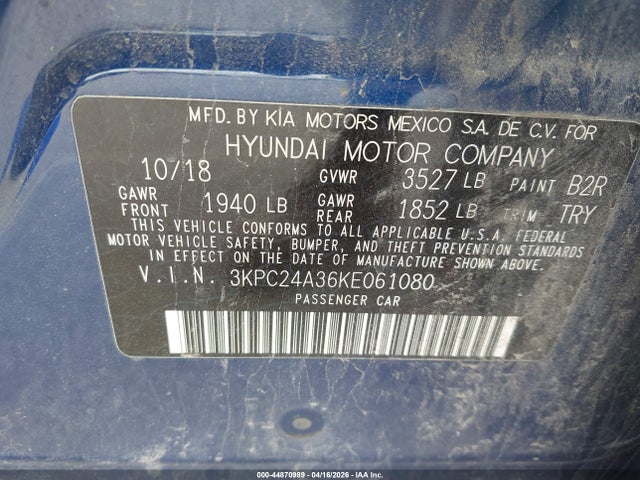 MFD. BY KIA MOTORS MEXICO S.A. DE C.V. FOR
HYUNDAI MOTOR COMPANY
10/18 GVWR 3527 LB PAINT B2R
GAWR FRONT 1940 LB GAWR REAR 1852 LB TRIM TRY
THIS VEHICLE CONFORMS TO ALL APPLICABLE U.S.A. FEDERAL
MOTOR VEHICLE SAFETY, BUMPER, AND THEFT PREVENTION STANDARDS
IN EFFECT ON THE DATE OF MANUFACTURE SHOWN ABOVE.
V.I.N. 3KPC24A36KE061080
PASSENGER CAR
000-44870989 - 04/16/2026 - IAA Inc.